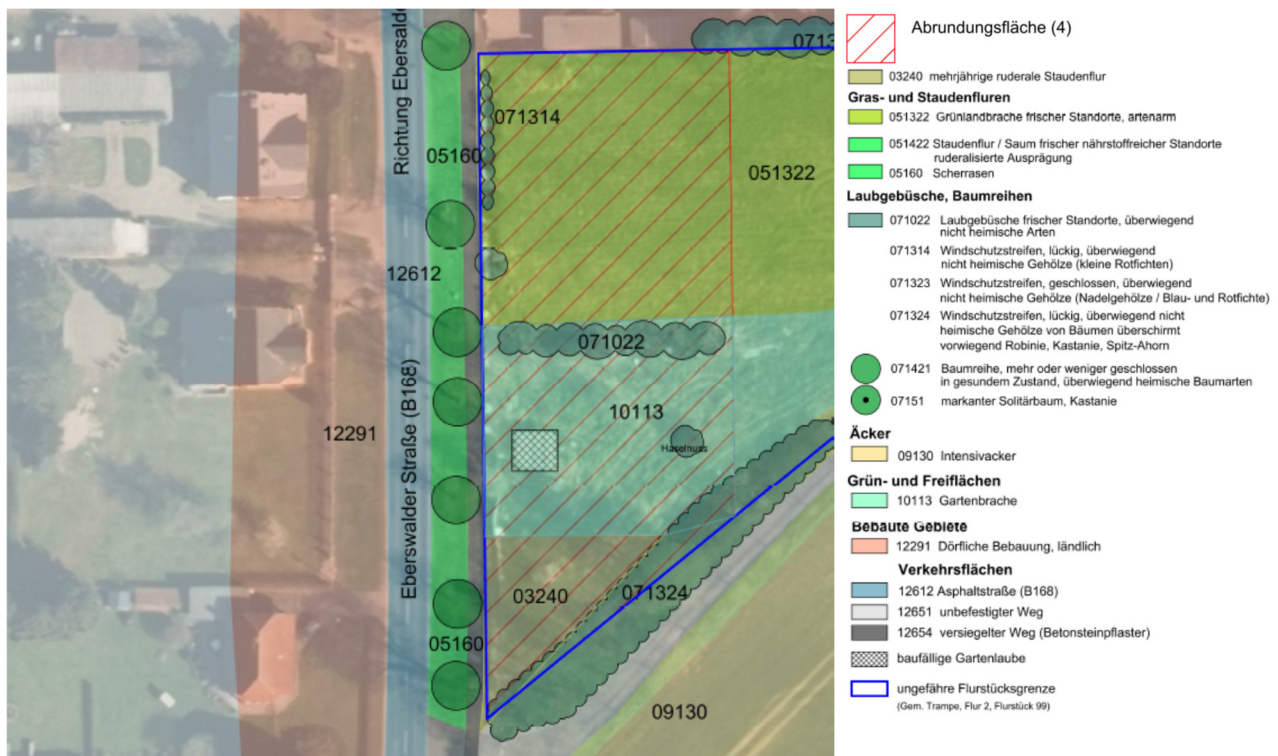 Richtung Ebersalde
0713
071314
05160
051322
12612
071022
10113
Haselnuss
12291
Eberswalder Straße (B168)
03240
071324
05160
09130
Abrundungsfläche (4)
03240 mehrjährige ruderale Staudenflur
Gras- und Staudenfluren
051322 Grünlandbrache frischer Standorte, artenarm
051422 Staudenflur / Saum frischer nährstoffreicher Standorte
ruderalisierte Ausprägung
05160 Scherrasen
Laubgebüsche, Baumreihen
071022 Laubgebüsche frischer Standorte, überwiegend
nicht heimische Arten
071314 Windschutzstreifen, lückig, überwiegend
nicht heimische Gehölze (kleine Rotfichten)
071323 Windschutzstreifen, geschlossen, überwiegend
nicht heimische Gehölze (Nadelgehölze / Blau- und Rotfichte)
071324 Windschutzstreifen, lückig, überwiegend nicht
heimische Gehölze von Bäumen überschirmt
vorwiegend Robinie, Kastanie, Spitz-Ahorn
071421 Baumreihe, mehr oder weniger geschlossen
in gesundem Zustand, überwiegend heimische Baumarten
07151 markanter Solitärbaum, Kastanie
Äcker
09130 Intensivacker
Grün- und Freiflächen
10113 Gartenbrache
Bebaute Gebiete
12291 Dörfliche Bebauung, ländlich
Verkehrsflächen
12612 Asphaltstraße (B168)
12651 unbefestigter Weg
12654 versiegelter Weg (Betonsteinpflaster)
baufällige Gartenlaube
ungefähre Flurstücksgrenze
(Gem. Trampe, Flur 2, Flurstück 99)